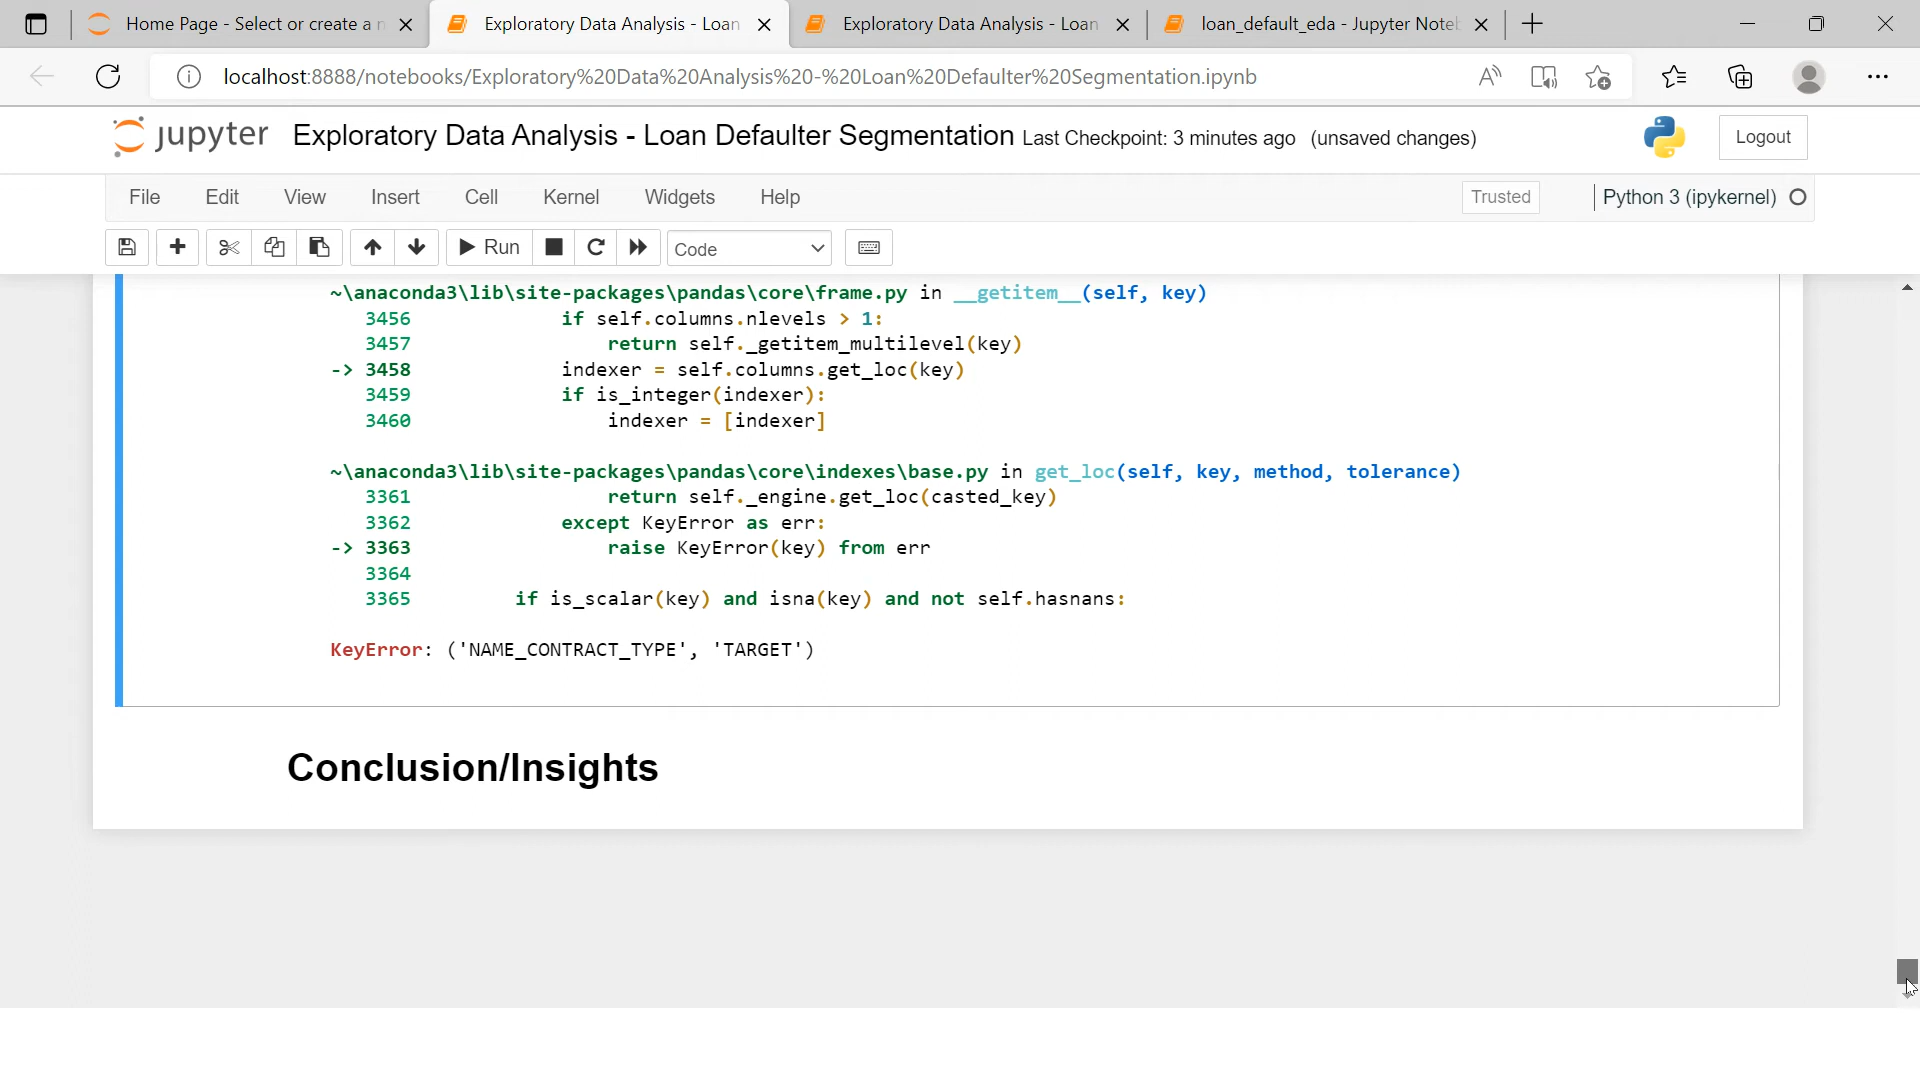 Home Page - Select or create a n
Exploratory Data Analysis - Loan
Exploratory Data Analysis - Loan
loan_default_eda - Jupyter Note
localhost:8888/notebooks/Exploratory%20Data%20Analysis%20-%20Loan%20Defaulter%20Segmentation.ipynb
jupyter Exploratory Data Analysis - Loan Defaulter Segmentation Last Checkpoint: 3 minutes ago (unsaved changes)
Logout
File Edit View Insert Cell Kernel Widgets Help
Trusted
Python 3 (ipykernel)
Run
Code
~\anaconda3\lib\site-packages\pandas\core\frame.py in __getitem__(self, key)
3456 if self.columns.nlevels > 1:
3457 return self._getitem_multilevel(key)
-> 3458 indexer = self.columns.get_loc(key)
3459 if is_integer(indexer):
3460 indexer = [indexer]
~\anaconda3\lib\site-packages\pandas\core\indexes\base.py in get_loc(self, key, method, tolerance)
3361 return self._engine.get_loc(casted_key)
3362 except KeyError as err:
-> 3363 raise KeyError(key) from err
3364
3365 if is_scalar(key) and isna(key) and not self.hasnans:
KeyError: ('NAME_CONTRACT_TYPE', 'TARGET')
Conclusion/Insights